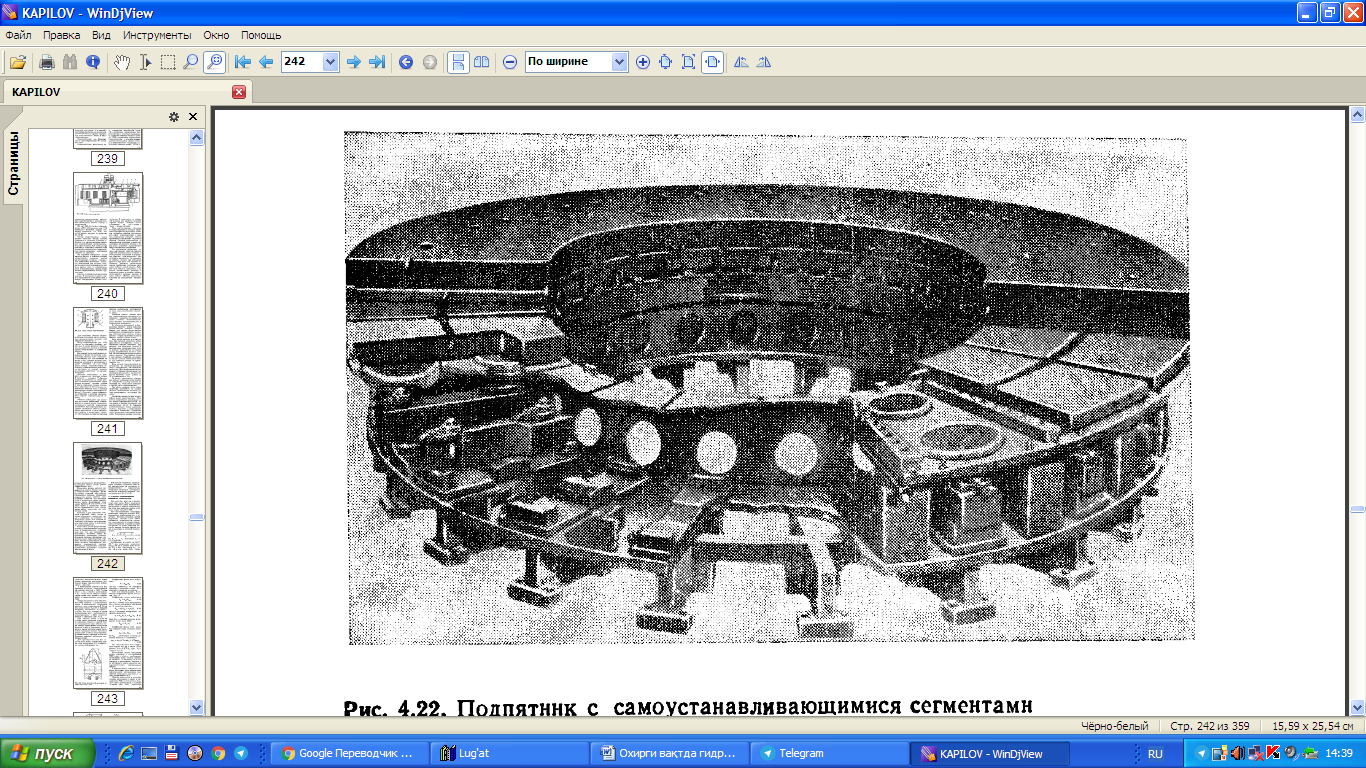 KAPILOV - WinDjView
Файл Правка Вид Инструменты Окно Помощь
242
По ширине
KAPILOV
Страницы
239
240
241
242
243
Рис. 4.22. Подпятник с самоустанавливающимися сегментами
Чёрно-белый Стр. 242 из 359 15,59 x 25,54 см
пуск
Google Переводчик ...
Lug'at
Охирги вақтда гидр...
Telegram
KAPILOV - WinDjView
RU
14:39